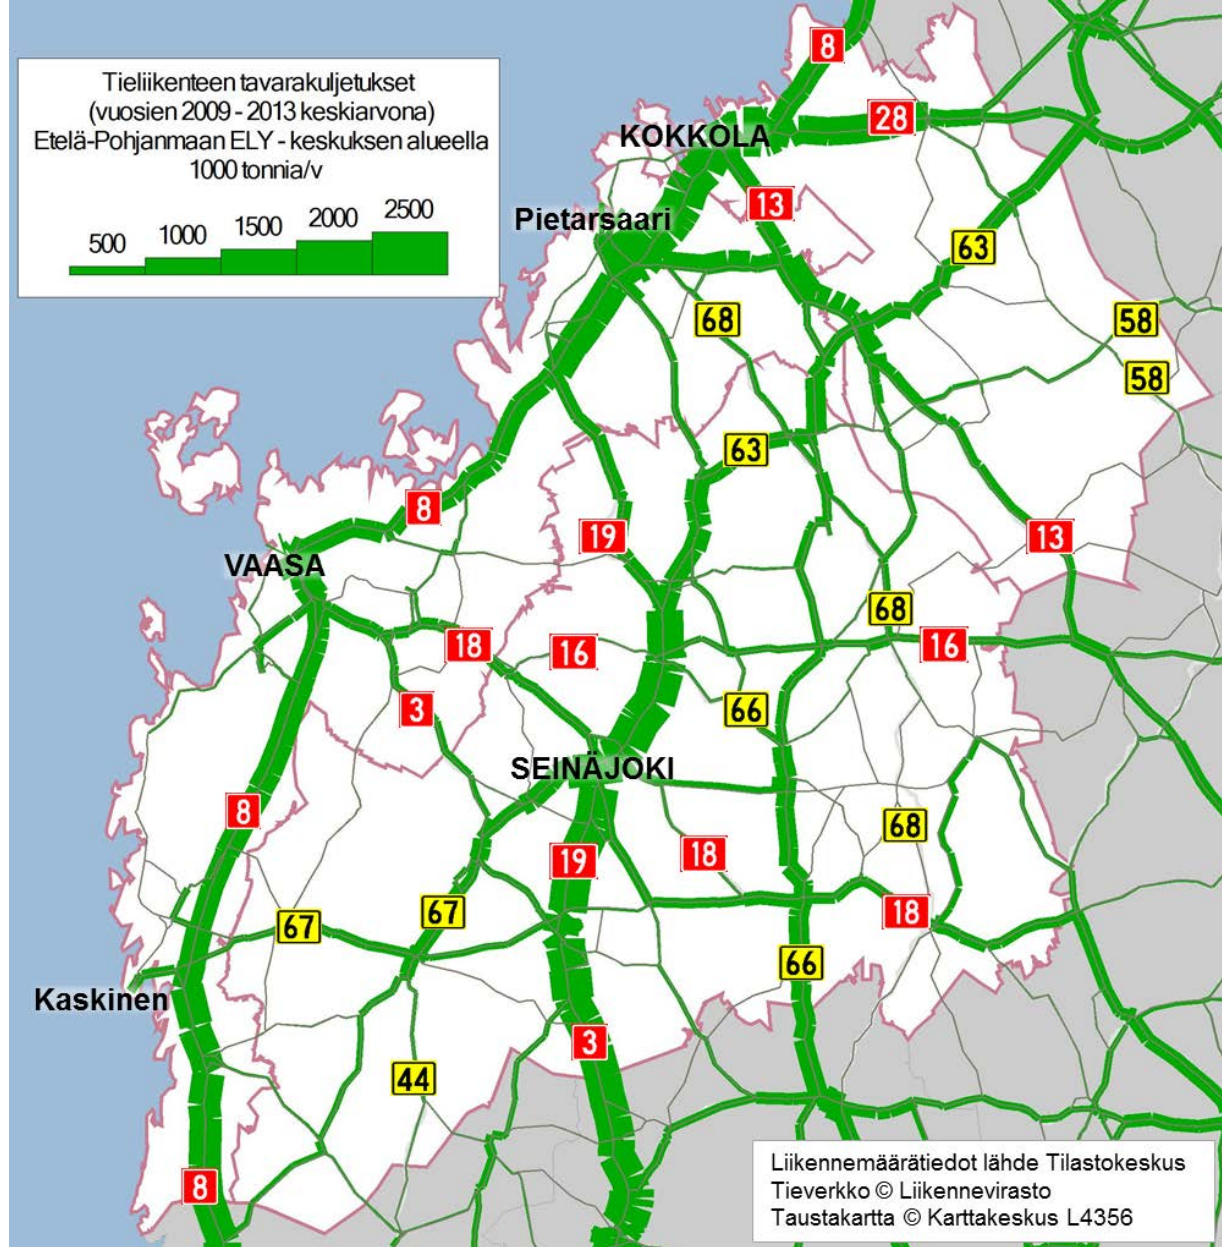 Tieliikenteen tavarakuljetukset
(vuosien 2009 - 2013 keskiarvona)
Etelä-Pohjanmaan ELY - keskuksen alueella
1000 tonnia/v
500 1000 1500 2000 2500
8
28
KOKKOLA
13
Pietarsaari
63
68
58
58
63
8
19
13
VAASA
68
18
16
16
3
66
SEINÄJOKI
8
68
19
18
67
67
18
66
Kaskinen
3
44
8
Liikennemäärätiedot lähde Tilastokeskus
Tieverkko © Liikennevirasto
Taustakartta © Karttakeskus L4356